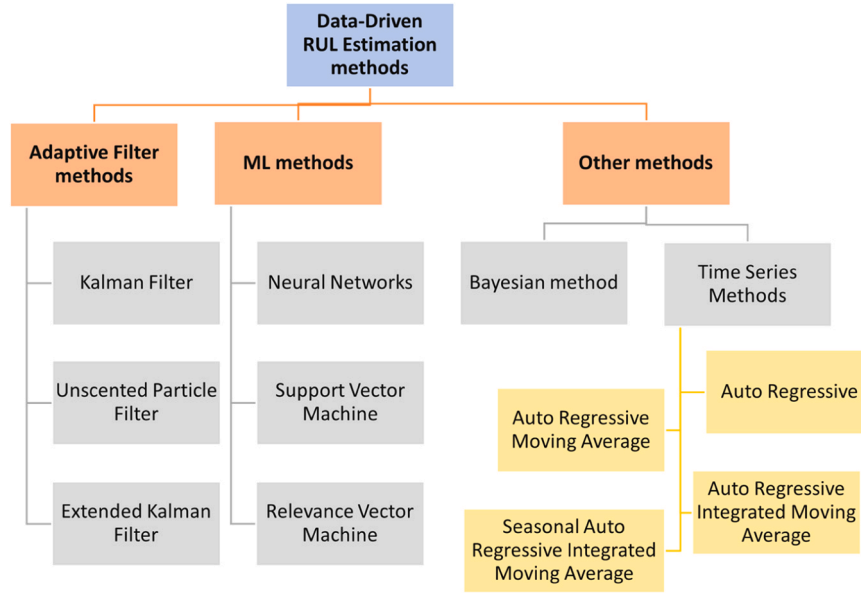 Data-Driven
RUL Estimation
methods
Adaptive Filter
methods
ML methods
Other methods
Kalman Filter
Unscented Particle
Filter
Extended Kalman
Filter
Neural Networks
Support Vector
Machine
Relevance Vector
Machine
Bayesian method
Time Series
Methods
Auto Regressive
Auto Regressive
Moving Average
Auto Regressive
Integrated Moving
Average
Seasonal Auto
Regressive Integrated
Moving Average